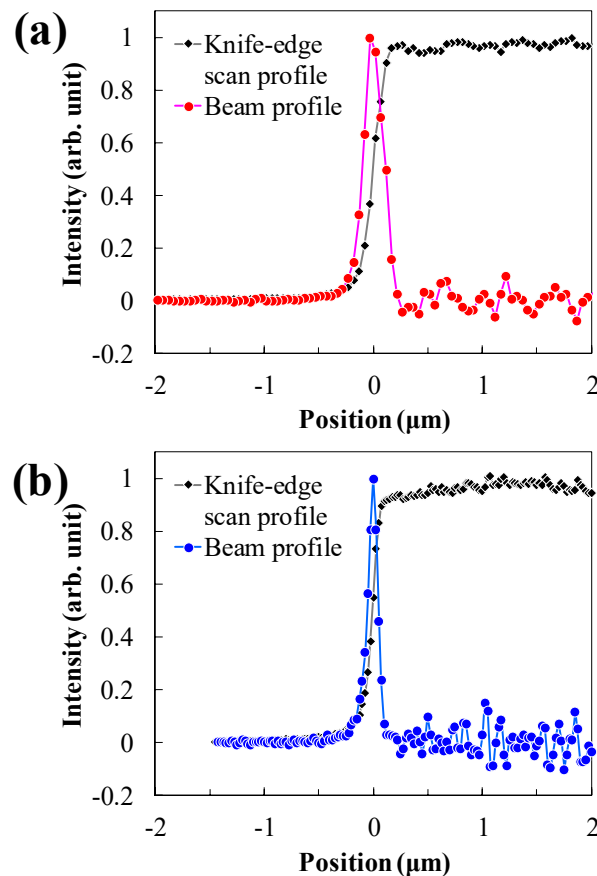 (a)
Knife-edge
scan profile
Beam profile
Intensity (arb. unit)
1
0.8
0.6
0.4
0.2
0
-0.2
-2
-1
0
1
2
Position (μm)
(b)
Knife-edge
scan profile
Beam profile
Intensity (arb. unit)
1
0.8
0.6
0.4
0.2
0
-0.2
-2
-1
0
1
2
Position (μm)